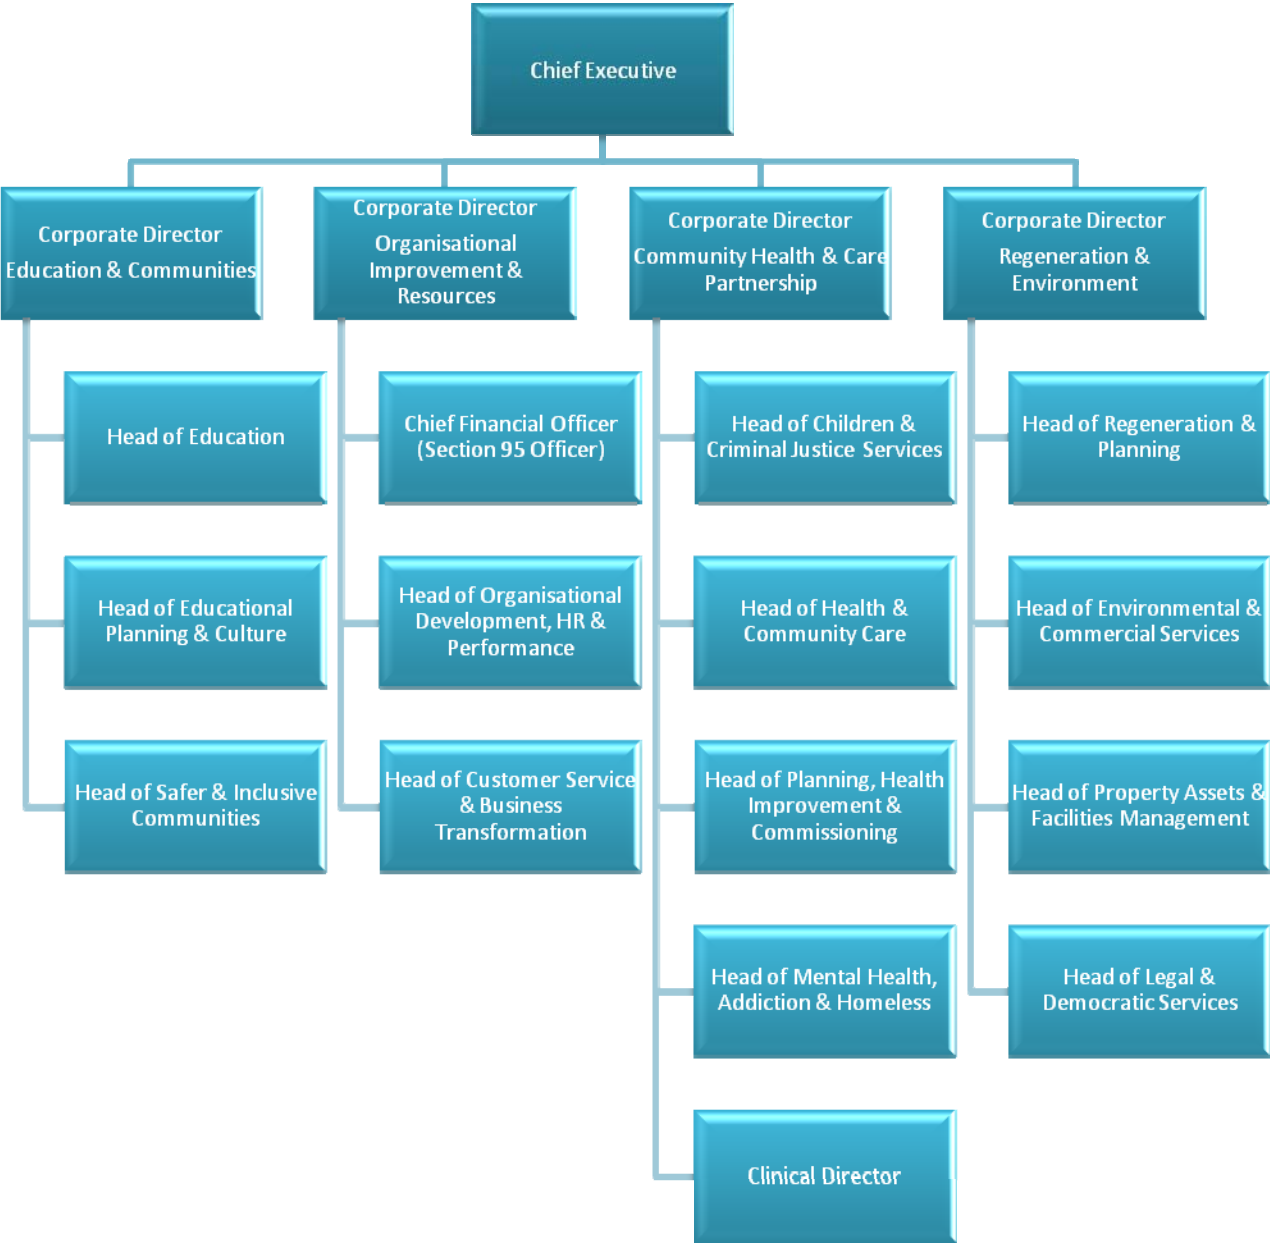 Chief Executive
Corporate Director
Education & Communities
Corporate Director
Organisational
Improvement &
Resources
Corporate Director
Community Health & Care
Partnership
Corporate Director
Regeneration &
Environment
Head of Education
Head of Educational
Planning & Culture
Head of Safer & Inclusive
Communities
Chief Financial Officer
(Section 95 Officer)
Head of Organisational
Development, HR &
Performance
Head of Customer Service
& Business
Transformation
Head of Children &
Criminal Justice Services
Head of Health &
Community Care
Head of Planning, Health
Improvement &
Commissioning
Head of Mental Health,
Addiction & Homeless
Clinical Director
Head of Regeneration &
Planning
Head of Environmental &
Commercial Services
Head of Property Assets &
Facilities Management
Head of Legal &
Democratic Services